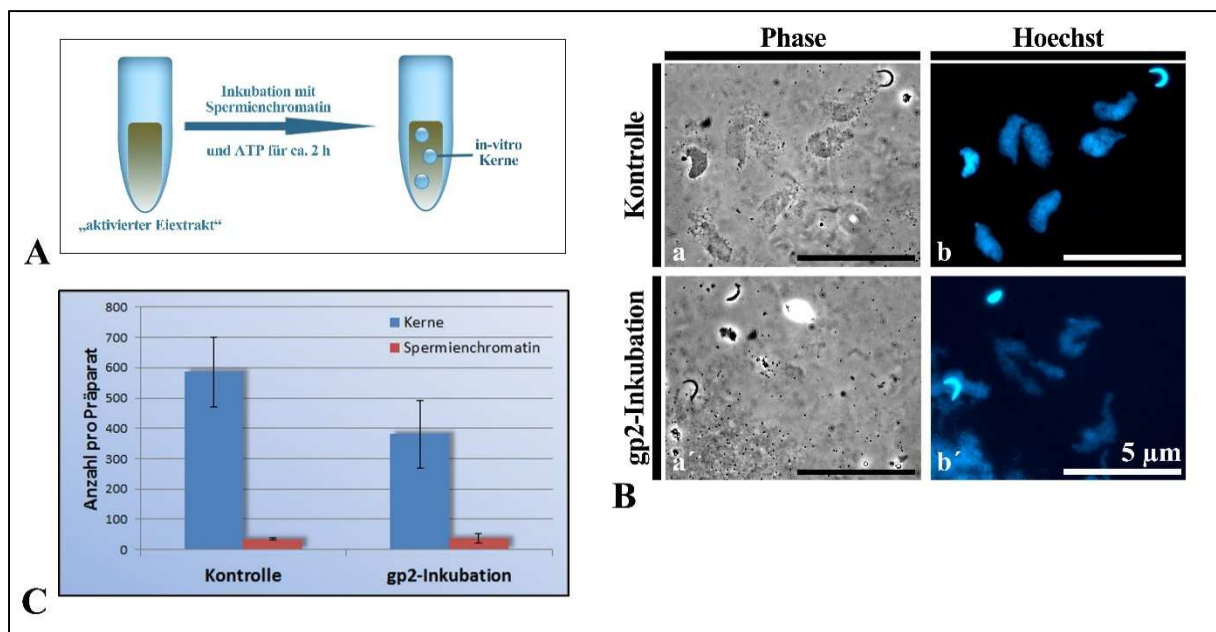 Inkubation mit
Spermienchromatin
und ATP für ca. 2 h
in-vitro
Kerne
„aktivierter Eiextrakt“
A
Phase
Hoechst
Kontrolle
a
b
gp2-Inkubation
a´
b´
5 µm
B
Anzahl pro Präparat
800
700
600
500
400
300
200
100
0
Kerne
Spermienchromatin
Kontrolle
gp2-Inkubation
C